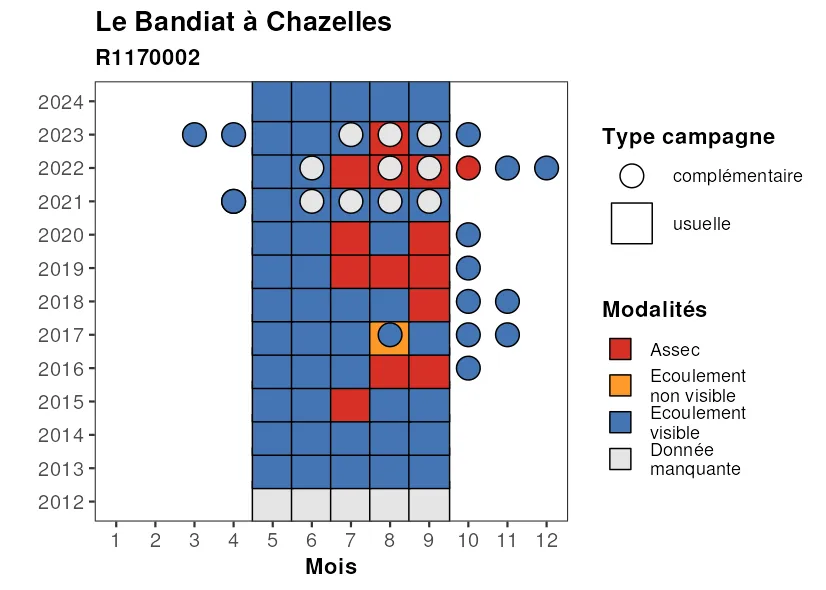 Le Bandiat à Chazelles
R1170002
2024
2023
2022
2021
2020
2019
2018
2017
2016
2015
2014
2013
2012
1 2 3 4 5 6 7 8 9 10 11 12
Mois
Type campagne
complémentaire
usuelle
Modalités
Assec
Ecoulement
non visible
Ecoulement
visible
Donnée
manquante